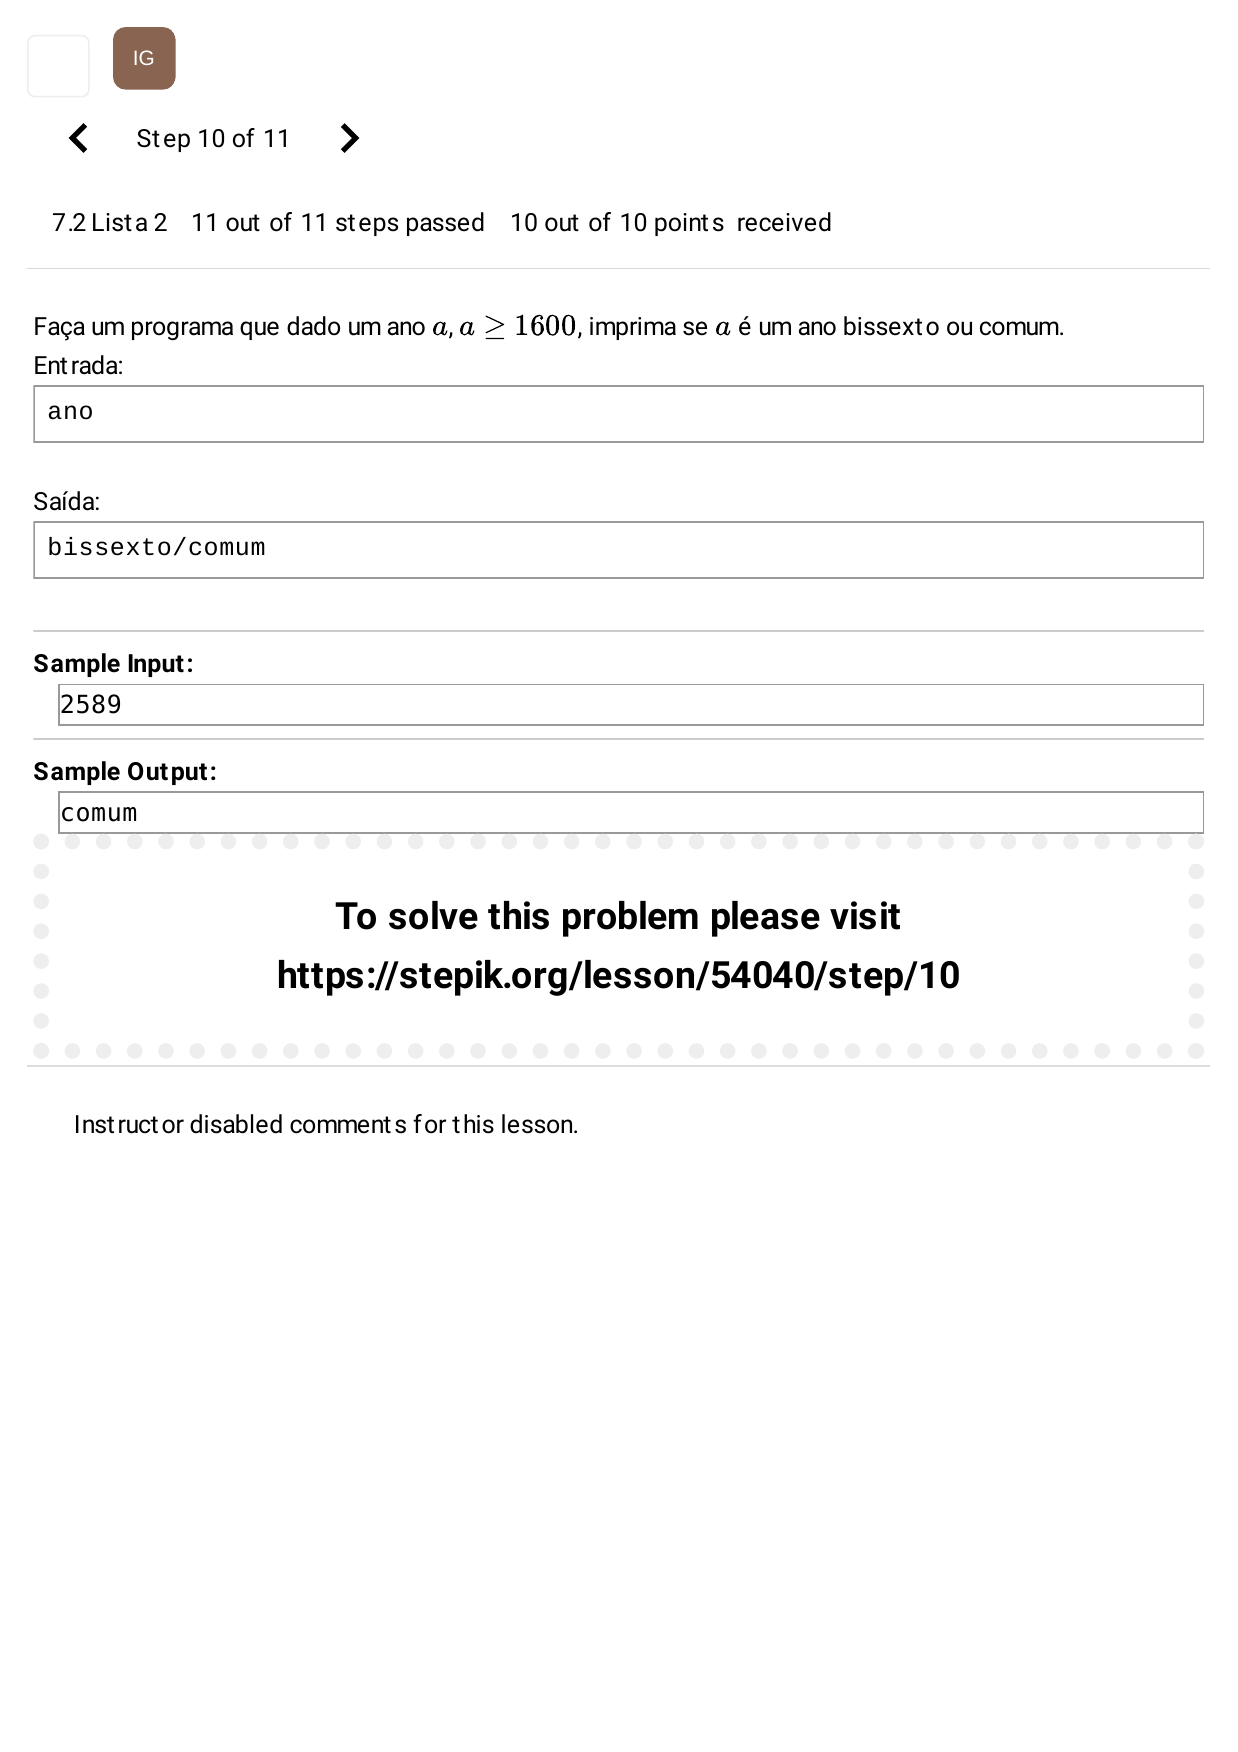 IG
Step 10 of 11
7.2 Lista 2 11 out of 11 steps passed 10 out of 10 points received
Faça um programa que dado um ano a, a ≥ 1600, imprima se a é um ano bissexto ou comum.
Entrada:
ano
Saída:
bissexto/comum
Sample Input:
2589
Sample Output:
comum
To solve this problem please visit
https://stepik.org/lesson/54040/step/10
Instructor disabled comments for this lesson.